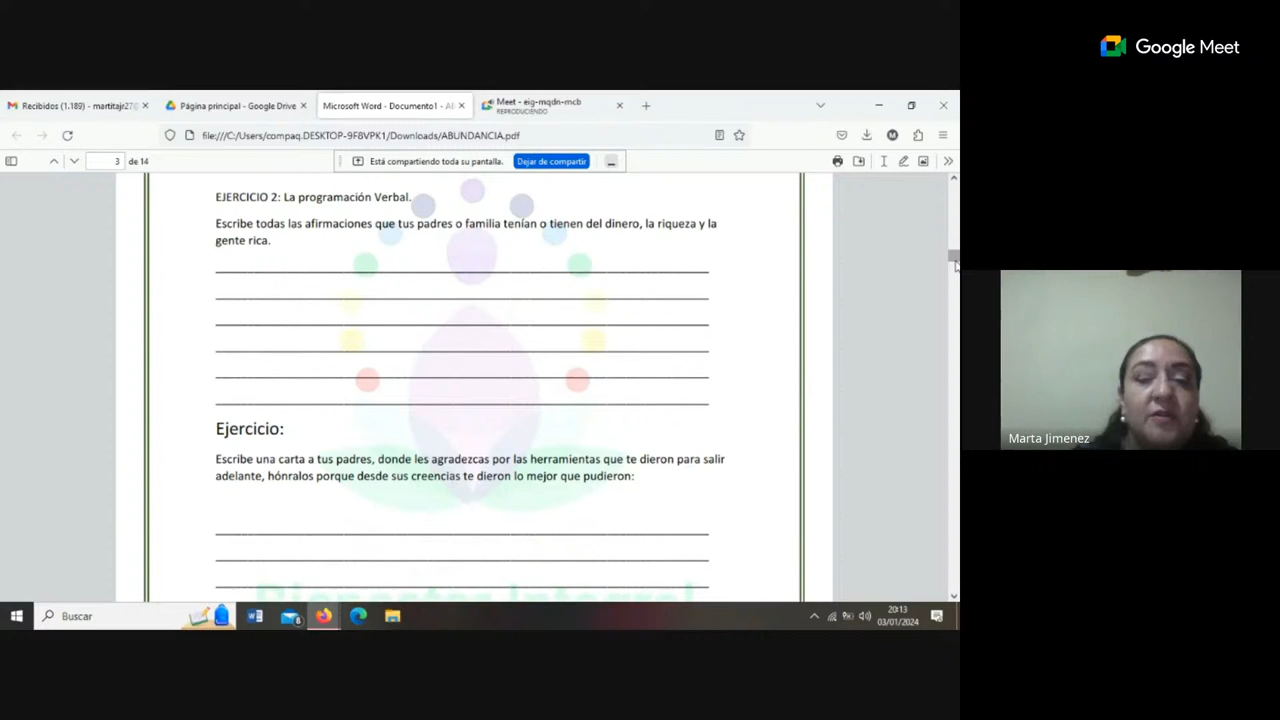 Google Meet
Recibidos (1.189) - martitajr27@
Página principal - Google Drive
Microsoft Word - Documento1 - AB
Meet - eig-mqdn-mcb
REPRODUCIENDO
file:///C:/Users/compaq.DESKTOP-9F8VPK1/Downloads/ABUNDANCIA.pdf
3 de 14
Está compartiendo toda su pantalla.
Dejar de compartir
EJERCICIO 2: La programación Verbal.
Escribe todas las afirmaciones que tus padres o familia tenían o tienen del dinero, la riqueza y la
gente rica.
Ejercicio:
Escribe una carta a tus padres, donde les agradezcas por las herramientas que te dieron para salir
adelante, hónralos porque desde sus creencias te dieron lo mejor que pudieron:
Bienestar Integral
Marta Jimenez
Buscar
8
20:13
03/01/2024